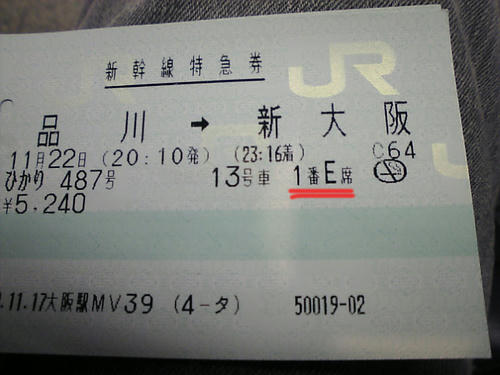 JR
新幹線特急券
品川 → 新大阪
11月22日 (20:10発) (23:16着) C64
ひかり 487号 13号車 1番E席
¥5,240
.11.17大阪駅MV39 (4-タ) 50019-02